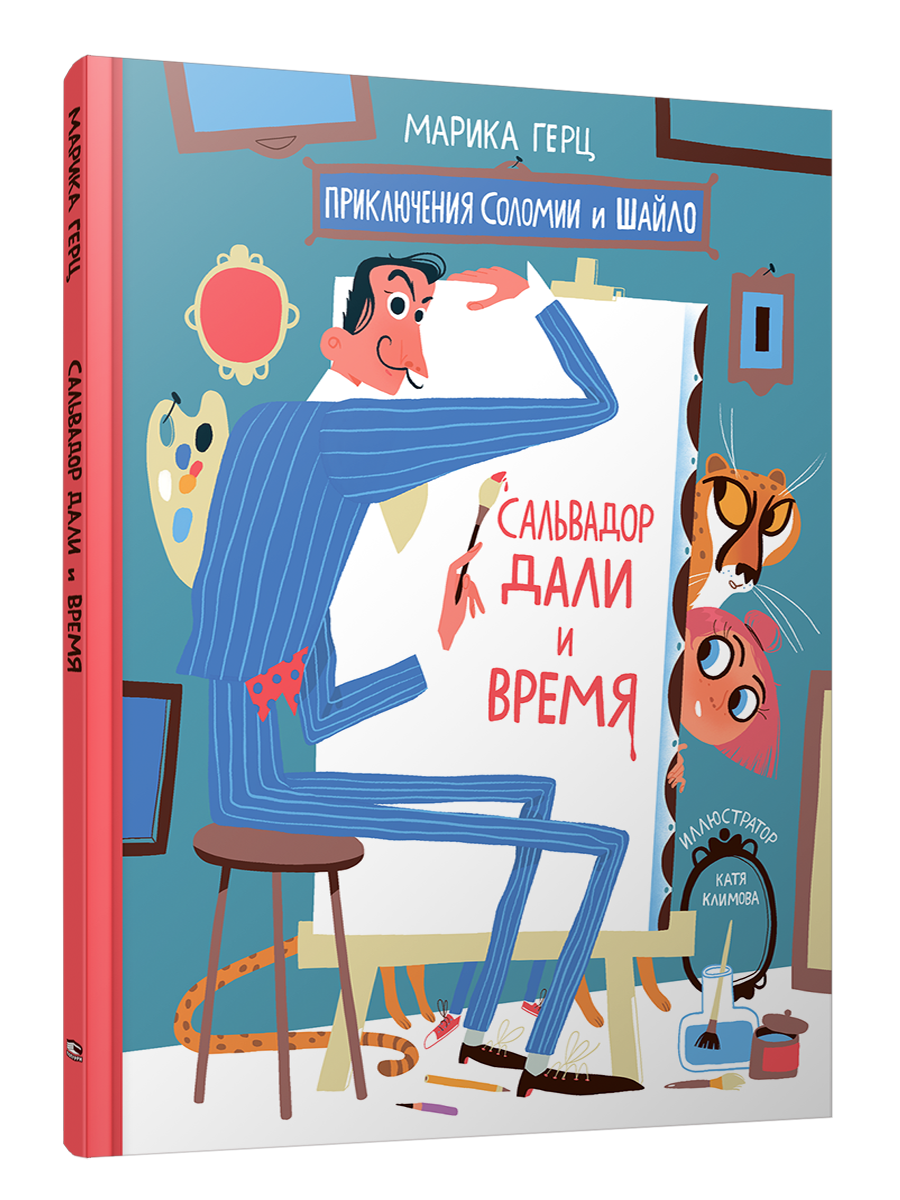 МАРИКА ГЕРЦ
ПРИКЛЮЧЕНИЯ СОЛОМИИ И ШАЙЛО
САЛЬВАДОР
ДАЛИ
И
ВРЕМЯ
ИЛЛЮСТРАТОР
КАТЯ
КЛИМОВА
МАРИКА ГЕРЦ САЛЬВАДОР ДАЛИ И ВРЕМЯ